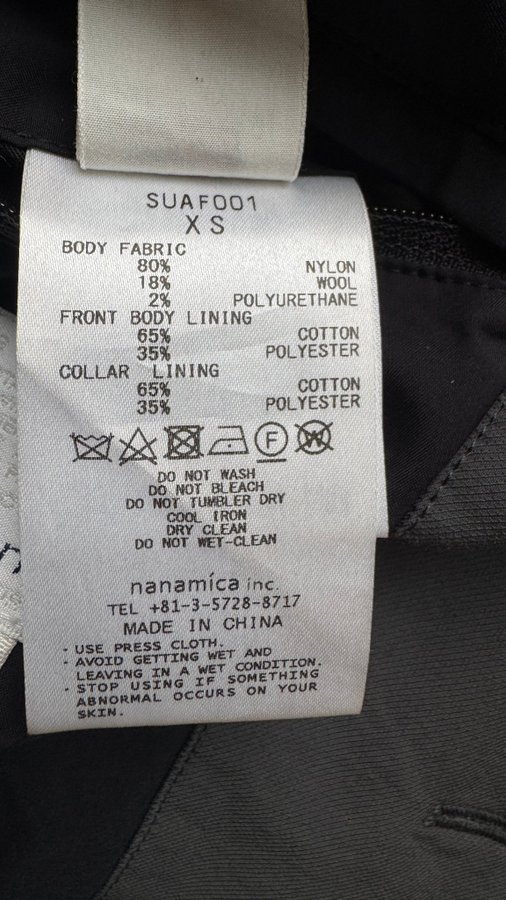 SUAF001
XS
BODY FABRIC
80% NYLON
18% WOOL
2% POLYURETHANE
FRONT BODY LINING
65% COTTON
35% POLYESTER
COLLAR LINING
65% COTTON
35% POLYESTER
F W
DO NOT WASH
DO NOT BLEACH
DO NOT TUMBLER DRY
COOL IRON
DRY CLEAN
DO NOT WET-CLEAN
nanamica inc.
TEL +81-3-5728-8717
MADE IN CHINA
· USE PRESS CLOTH.
· AVOID GETTING WET AND
LEAVING IN A WET CONDITION.
· STOP USING IF SOMETHING
ABNORMAL OCCURS ON YOUR
SKIN.